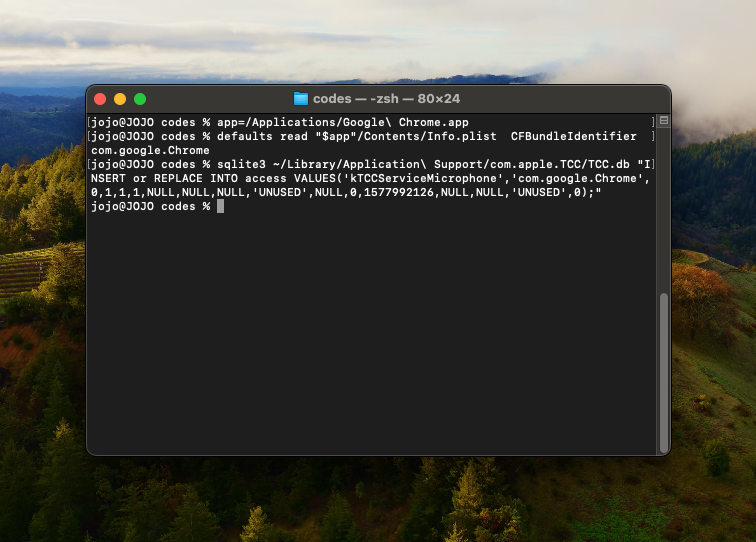 codes — -zsh — 80×24
[jojo@JOJO codes % app=/Applications/Google\ Chrome.app ]
[jojo@JOJO codes % defaults read "$app"/Contents/Info.plist  CFBundleIdentifier ]
com.google.Chrome
[jojo@JOJO codes % sqlite3 ~/Library/Application\ Support/com.apple.TCC/TCC.db "I]
NSERT or REPLACE INTO access VALUES('kTCCServiceMicrophone','com.google.Chrome',
0,1,1,1,NULL,NULL,NULL,'UNUSED',NULL,0,1577992126,NULL,NULL,'UNUSED',0);"
jojo@JOJO codes %